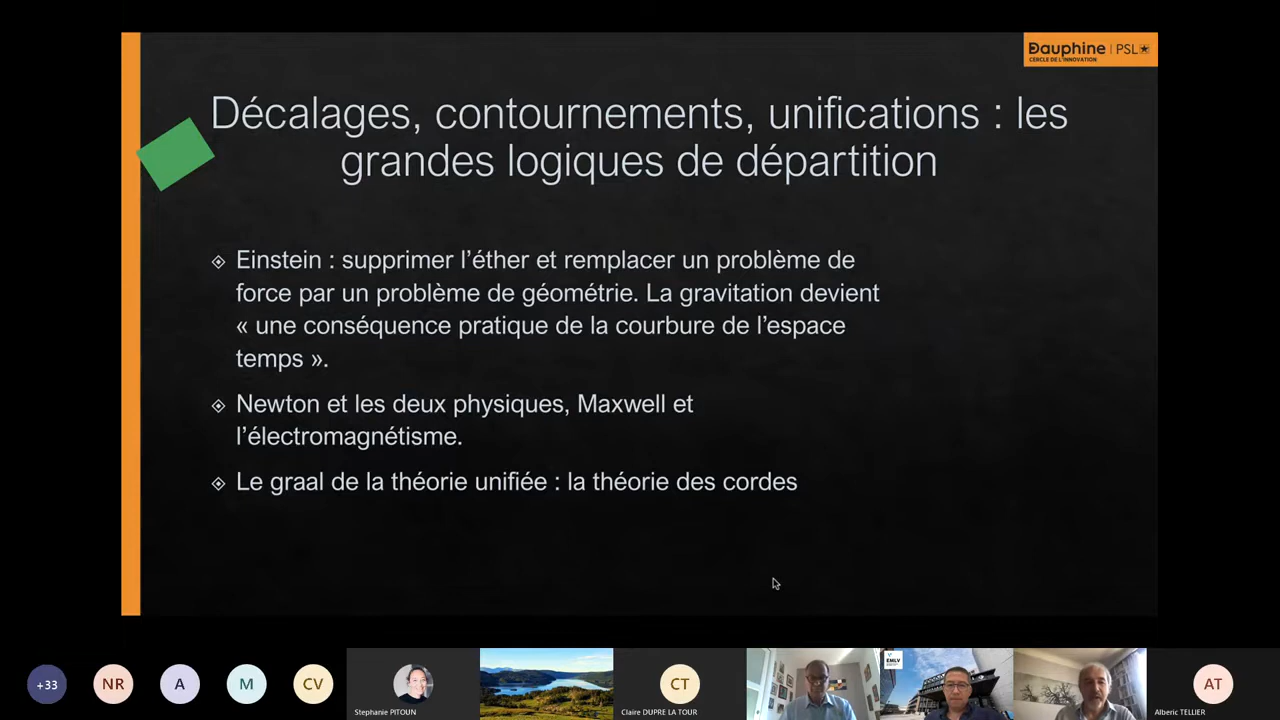 Dauphine | PSL★
CERCLE DE L'INNOVATION
Décalages, contournements, unifications : les
grandes logiques de départition
Einstein : supprimer l’éther et remplacer un problème de
force par un problème de géométrie. La gravitation devient
« une conséquence pratique de la courbure de l’espace
temps ».
Newton et les deux physiques, Maxwell et
l’électromagnétisme.
Le graal de la théorie unifiée : la théorie des cordes
EMLV
+33
NR
A
M
CV
CT
AT
Stephanie PITOUN
Claire DUPRE LA TOUR
Alberic TELLIER